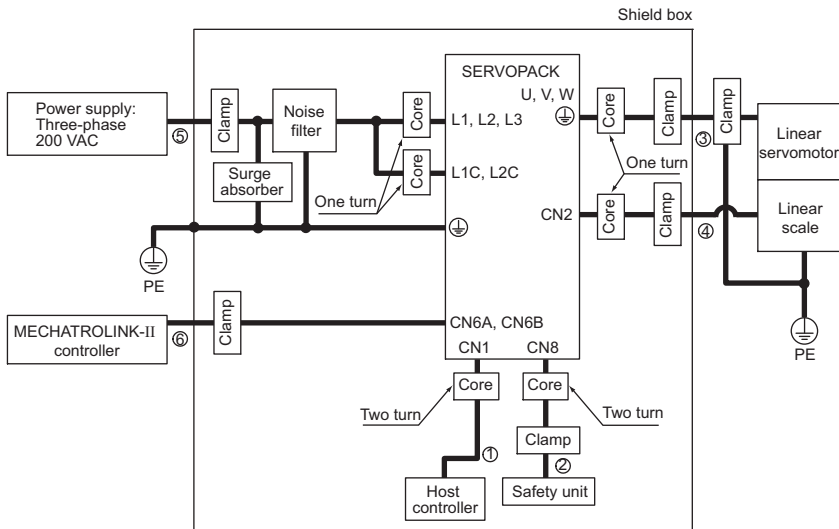 Shield box
SERVOPACK
U, V, W
Power supply:
Three-phase
200 VAC
⑤
Clamp
Noise
filter
Surge
absorber
Core
L1, L2, L3
Core
L1C, L2C
One turn
Core
Clamp
③
Clamp
Linear
servomotor
One turn
CN2
Core
Clamp
④
Linear
scale
PE
PE
MECHATROLINK-II
controller
⑥
Clamp
CN6A, CN6B
CN1
CN8
Core
Core
Two turn
Two turn
Clamp
①
②
Host
controller
Safety unit